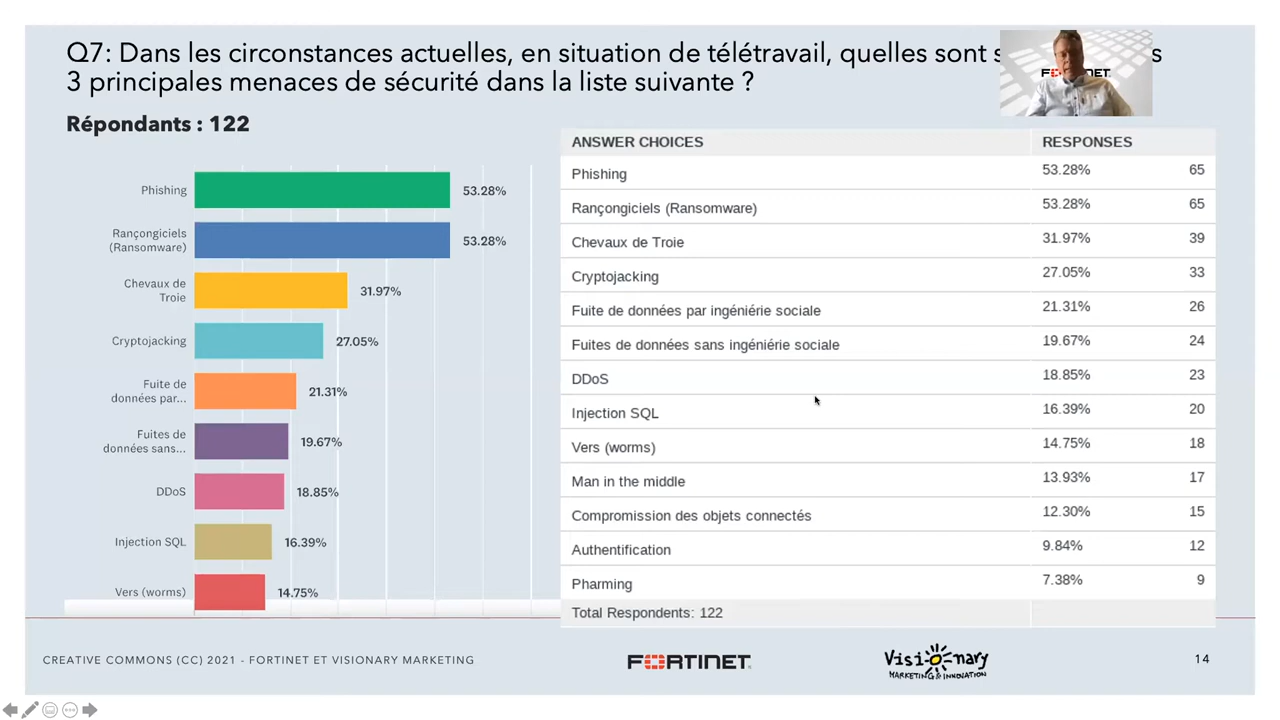 Q7: Dans les circonstances actuelles, en situation de télétravail, quelles sont s
3 principales menaces de sécurité dans la liste suivante ?
Répondants : 122
Phishing 53.28%
Rançongiciels
(Ransomware) 53.28%
Chevaux de
Troie 31.97%
Cryptojacking 27.05%
Fuite de
données par... 21.31%
Fuites de
données sans... 19.67%
DDoS 18.85%
Injection SQL 16.39%
Vers (worms) 14.75%
ANSWER CHOICES RESPONSES
Phishing 53.28% 65
Rançongiciels (Ransomware) 53.28% 65
Chevaux de Troie 31.97% 39
Cryptojacking 27.05% 33
Fuite de données par ingéniérie sociale 21.31% 26
Fuites de données sans ingéniérie sociale 19.67% 24
DDoS 18.85% 23
Injection SQL 16.39% 20
Vers (worms) 14.75% 18
Man in the middle 13.93% 17
Compromission des objets connectés 12.30% 15
Authentification 9.84% 12
Pharming 7.38% 9
Total Respondents: 122
CREATIVE COMMONS (CC) 2021 - FORTINET ET VISIONARY MARKETING
FORTINET
Visionary
MARKETING & INNOVATION
14